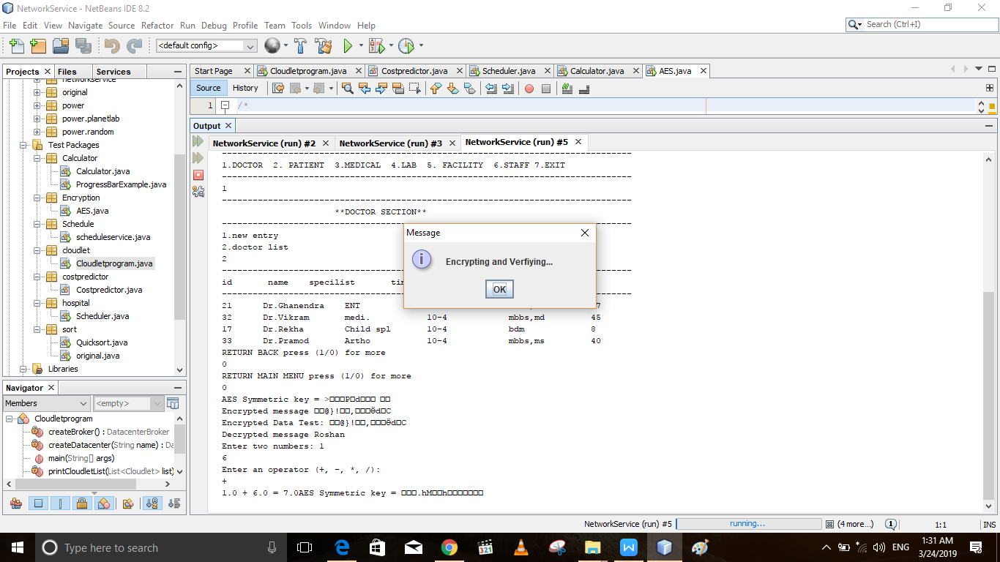 NetworkService - NetBeans IDE 8.2
File Edit View Navigate Source Refactor Run Debug Profile Team Tools Window Help
Search (Ctrl+I)
<default config>
Projects Files Services
networkservice
original
power
power.planetlab
power.random
Test Packages
Calculator
Calculator.java
ProgressBarExample.java
Encryption
AES.java
Schedule
scheduleservice.java
cloudlet
Cloudletprogram.java
costpredictor
Costpredictor.java
hospital
Scheduler.java
sort
Quicksort.java
original.java
Libraries
Navigator
Members <empty>
Cloudletprogram
createBroker() : DatacenterBroker
createDatacenter(String name) : Da
main(String[] args)
printCloudletList(List<Cloudlet> list)
Start Page Cloudletprogram.java Costpredictor.java Scheduler.java Calculator.java AES.java
Source History
1 /*
Output
NetworkService (run) #2 NetworkService (run) #3 NetworkService (run) #5
1.DOCTOR 2. PATIENT 3.MEDICAL 4.LAB 5. FACILITY 6.STAFF 7.EXIT
1
**DOCTOR SECTION**
1.new entry
2.doctor list
2
id name specilist
21 Dr.Ghanendra ENT 7
32 Dr.Vikram medi. 10-4 mbbs,md 45
17 Dr.Rekha Child spl 10-4 bdm 8
33 Dr.Pramod Artho 10-4 mbbs,ms 40
RETURN BACK press (1/0) for more
0
RETURN MAIN MENU press (1/0) for more
0
AES Symmetric key = >□□□P□d□□□ □□
Encrypted message □□@}!□□,□□□ëd□C
Encrypted Data Test: □□@}!□□,□□□ëd□C
Decrypted message Roshan
Enter two numbers: 1
6
Enter an operator (+, -, *, /):
+
1.0 + 6.0 = 7.0AES Symmetric key = □□□.hM□□h□□□□□□□
Message
Encrypting and Verfiying...
OK
NetworkService (run) #5 running... (4 more...) 1 1:1 INS
Type here to search
321
ENG
1:31 AM
3/24/2019